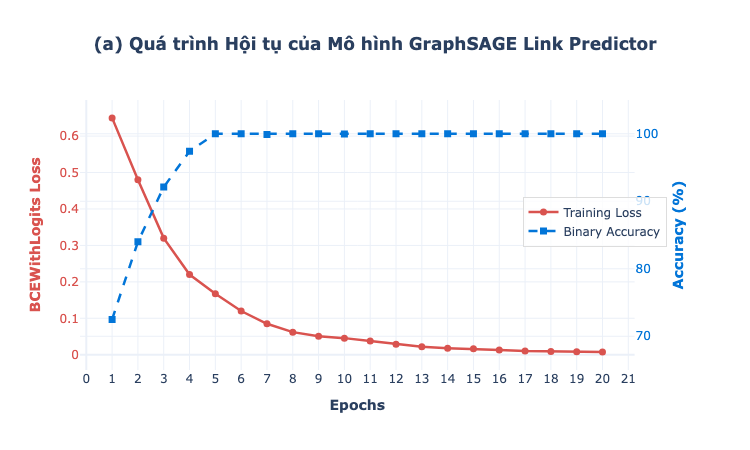 (a) Quá trình Hội tụ của Mô hình GraphSAGE Link Predictor
0.6
0.5
0.4
0.3
0.2
0.1
0
BCEWithLogits Loss
100
90
80
70
Accuracy (%)
Training Loss
Binary Accuracy
0 1 2 3 4 5 6 7 8 9 10 11 12 13 14 15 16 17 18 19 20 21
Epochs